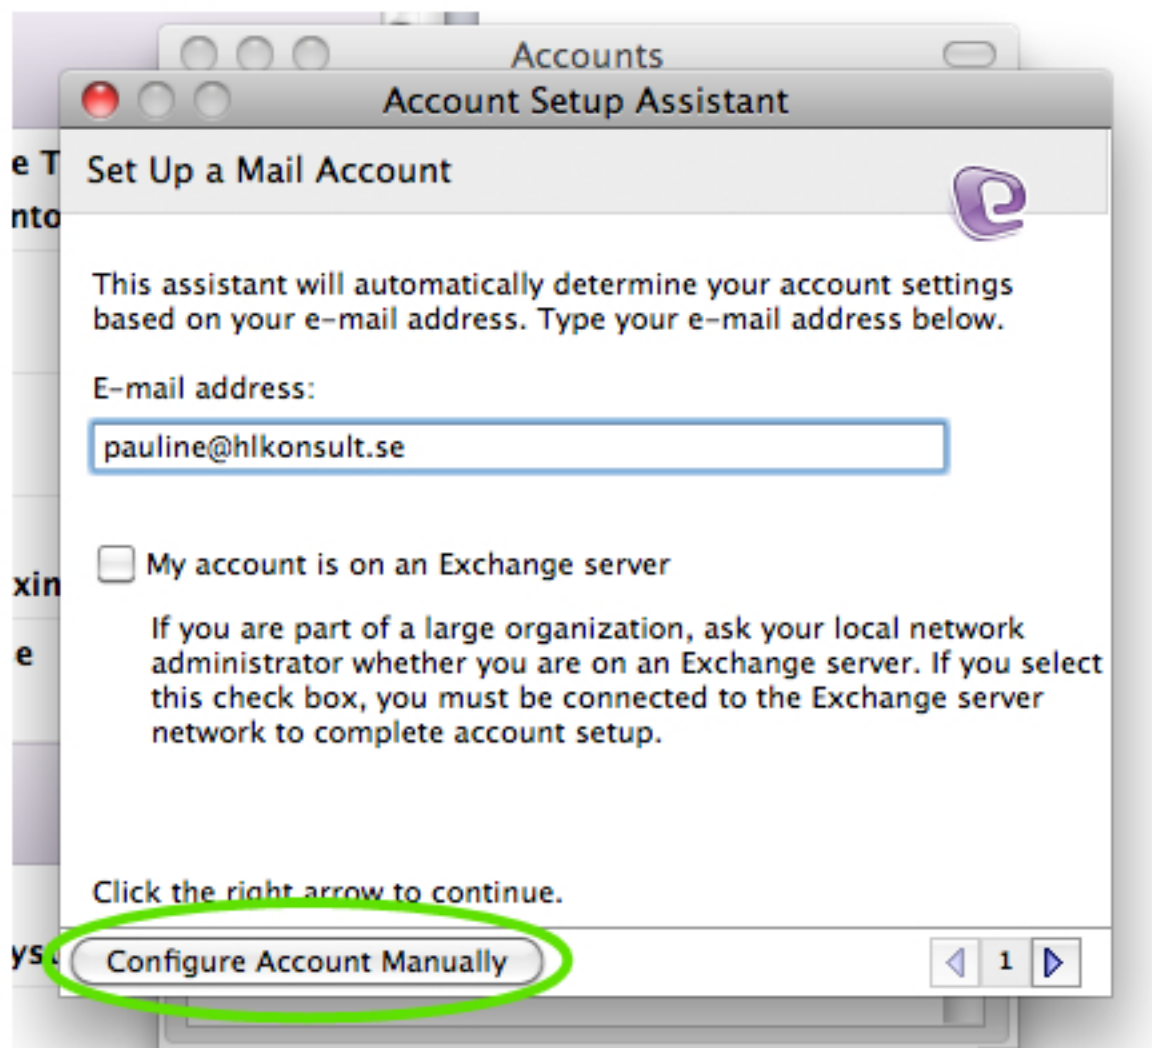 Accounts
Account Setup Assistant
Set Up a Mail Account
This assistant will automatically determine your account settings
based on your e-mail address. Type your e-mail address below.
E-mail address:
pauline@hlkonsult.se
My account is on an Exchange server
If you are part of a large organization, ask your local network
administrator whether you are on an Exchange server. If you select
this check box, you must be connected to the Exchange server
network to complete account setup.
Click the right arrow to continue.
Configure Account Manually
1